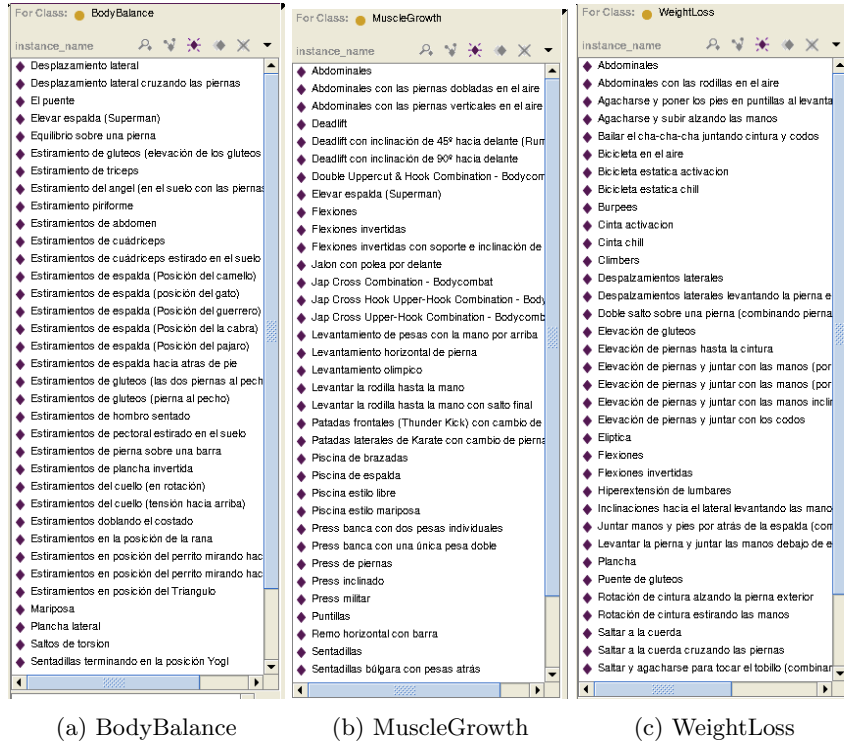 For Class: BodyBalance
instance_name
Desplazamiento lateral
Desplazamiento lateral cruzando las piernas
El puente
Elevar espalda (Superman)
Equilibrio sobre una pierna
Estiramiento de gluteos (elevación de los gluteos
Estiramiento de triceps
Estiramiento del angel (en el suelo con las piernas
Estiramiento piriforme
Estiramientos de abdomen
Estiramientos de cuádriceps
Estiramientos de cuádriceps estirado en el suelo
Estiramientos de espalda (Posición del camello)
Estiramientos de espalda (posición del gato)
Estiramientos de espalda (Posición del guerrero)
Estiramientos de espalda (Posición del la cabra)
Estiramientos de espalda (Posición del pajaro)
Estiramientos de espalda hacia atras de pie
Estiramientos de gluteos (las dos piernas al pech
Estiramientos de gluteos (pierna al pecho)
Estiramientos de hombro sentado
Estiramientos de pectoral estirado en el suelo
Estiramientos de pierna sobre una barra
Estiramientos de plancha invertida
Estiramientos del cuello (en rotación)
Estiramientos del cuello (tensión hacia arriba)
Estiramientos doblando el costado
Estiramientos en la posición de la rana
Estiramientos en posición del perrito mirando hac
Estiramientos en posición del perrito mirando hac
Estiramientos en posición del Triangulo
Mariposa
Plancha lateral
Saltos de torsion
Sentadillas terminando en la posición Yogi
(a) BodyBalance
For Class: MuscleGrowth
instance_name
Abdominales
Abdominales con las piernas dobladas en el aire
Abdominales con las piernas verticales en el aire
Deadlift
Deadlift con inclinación de 45º hacia delante (Rum
Deadlift con inclinación de 90º hacia delante
Double Uppercut & Hook Combination - Bodycom
Elevar espalda (Superman)
Flexiones
Flexiones invertidas
Flexiones invertidas con soporte e inclinación de
Jalon con polea por delante
Jap Cross Combination - Bodycombat
Jap Cross Hook Upper-Hook Combination - Body
Jap Cross Upper-Hook Combination - Bodycomb
Levantamiento de pesas con la mano por arriba
Levantamiento horizontal de pierna
Levantamiento olimpico
Levantar la rodilla hasta la mano
Levantar la rodilla hasta la mano con salto final
Patadas frontales (Thunder Kick) con cambio de
Patadas laterales de Karate con cambio de pierna
Piscina de brazadas
Piscina de espalda
Piscina estilo libre
Piscina estilo mariposa
Press banca con dos pesas individuales
Press banca con una única pesa doble
Press de piernas
Press inclinado
Press militar
Puntillas
Remo horizontal con barra
Sentadillas
Sentadillas búlgara con pesas atrás
(b) MuscleGrowth
For Class: WeightLoss
instance_name
Abdominales
Abdominales con las rodillas en el aire
Agacharse y poner los pies en puntillas al levanta
Agacharse y subir alzando las manos
Bailar el cha-cha-cha juntando cintura y codos
Bicicleta en el aire
Bicicleta estatica activacion
Bicicleta estatica chill
Burpees
Cinta activacion
Cinta chill
Climbers
Despalzamientos laterales
Despalzamientos laterales levantando la pierna e
Doble salto sobre una pierna (combinando pierna
Elevación de gluteos
Elevación de piernas hasta la cintura
Elevación de piernas y juntar con las manos (por
Elevación de piernas y juntar con las manos (por
Elevación de piernas y juntar con las manos inclin
Elevación de piernas y juntar con los codos
Eliptica
Flexiones
Flexiones invertidas
Hiperextensión de lumbares
Inclinaciones hacia el lateral levantando las mano
Juntar manos y pies por atrás de la espalda (com
Levantar la pierna y juntar las manos debajo de e
Plancha
Puente de gluteos
Rotación de cintura alzando la pierna exterior
Rotación de cintura estirando las manos
Saltar a la cuerda
Saltar a la cuerda cruzando las piernas
Saltar y agacharse para tocar el tobillo (combinar
(c) WeightLoss